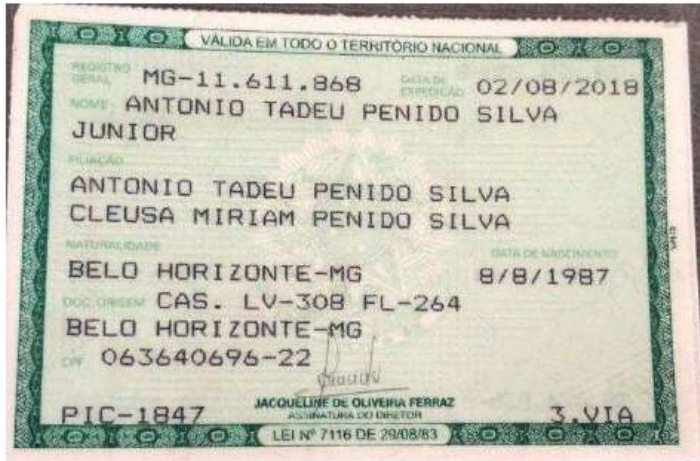 VÁLIDA EM TODO O TERRITÓRIO NACIONAL
REGISTRO GERAL MG-11.611.868 DATA DE EXPEDIÇÃO 02/08/2018
NOME ANTONIO TADEU PENIDO SILVA
JUNIOR
FILIAÇÃO
ANTONIO TADEU PENIDO SILVA
CLEUSA MIRIAM PENIDO SILVA
NATURALIDADE DATA DE NASCIMENTO
BELO HORIZONTE-MG 8/8/1987
DOC. ORIGEM CAS. LV-308 FL-264
BELO HORIZONTE-MG
CPF 063640696-22
JACQUELINE DE OLIVEIRA FERRAZ
PIC-1847 ASSINATURA DO DIRETOR 3.VIA
LEI Nº 7116 DE 29/08/83